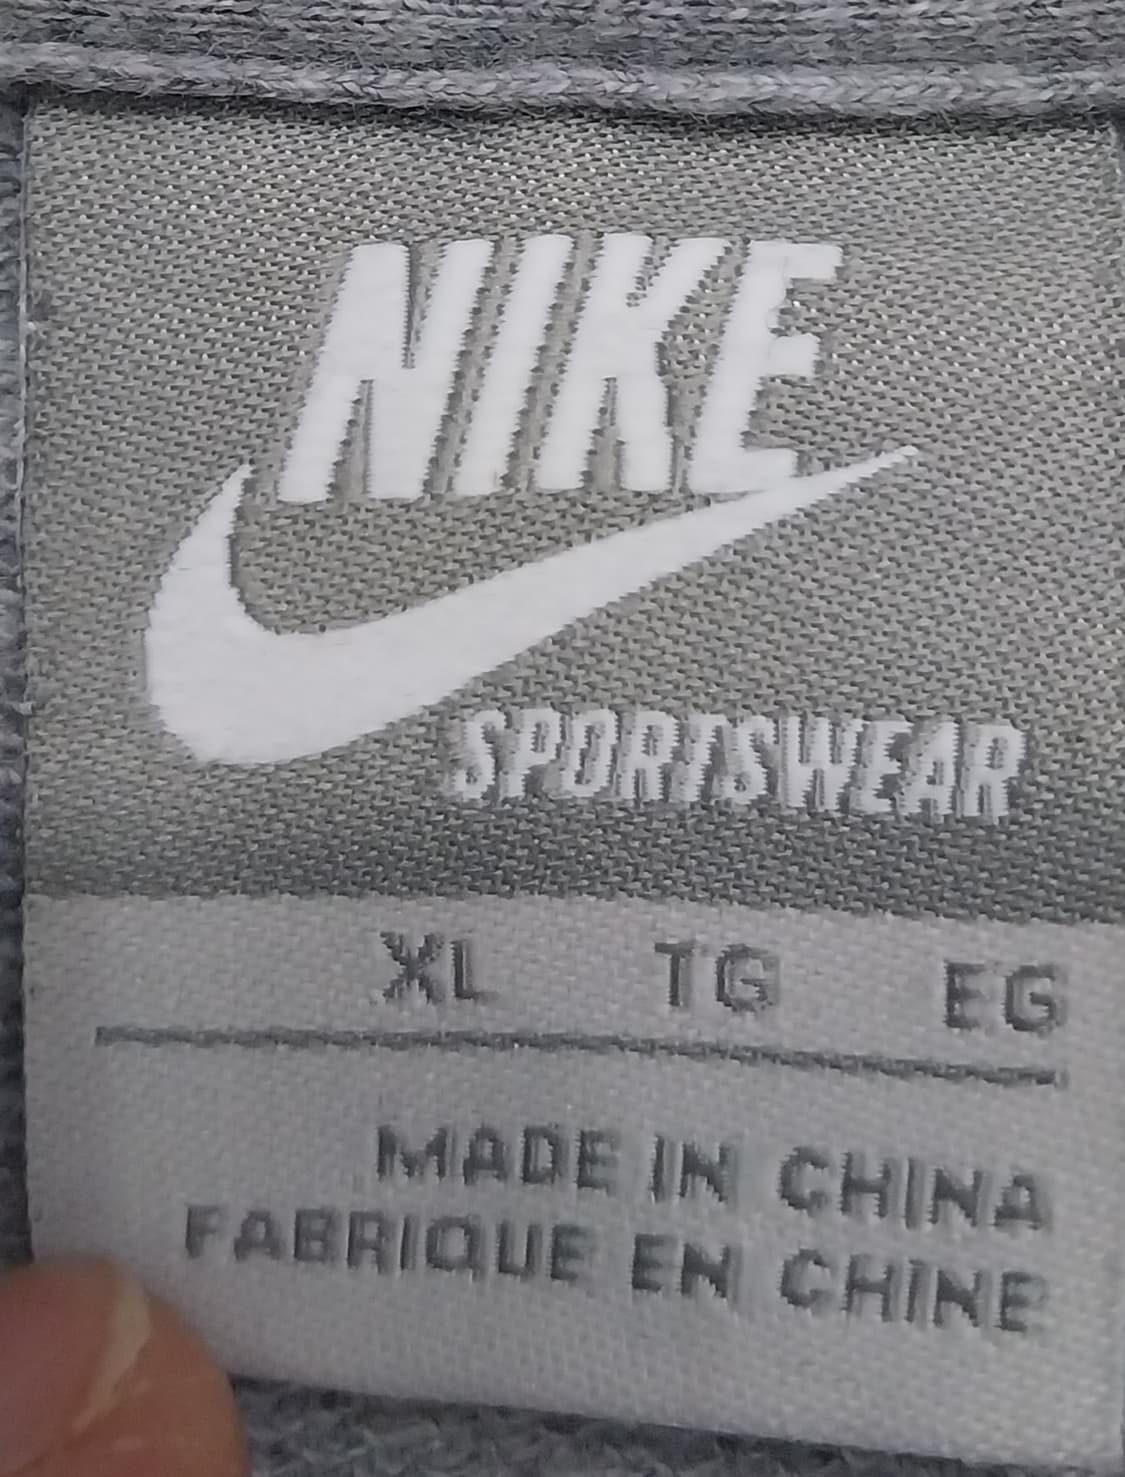 NIKE
SPORTSWEAR
XL TG EG
MADE IN CHINA
FABRIQUE EN CHINE